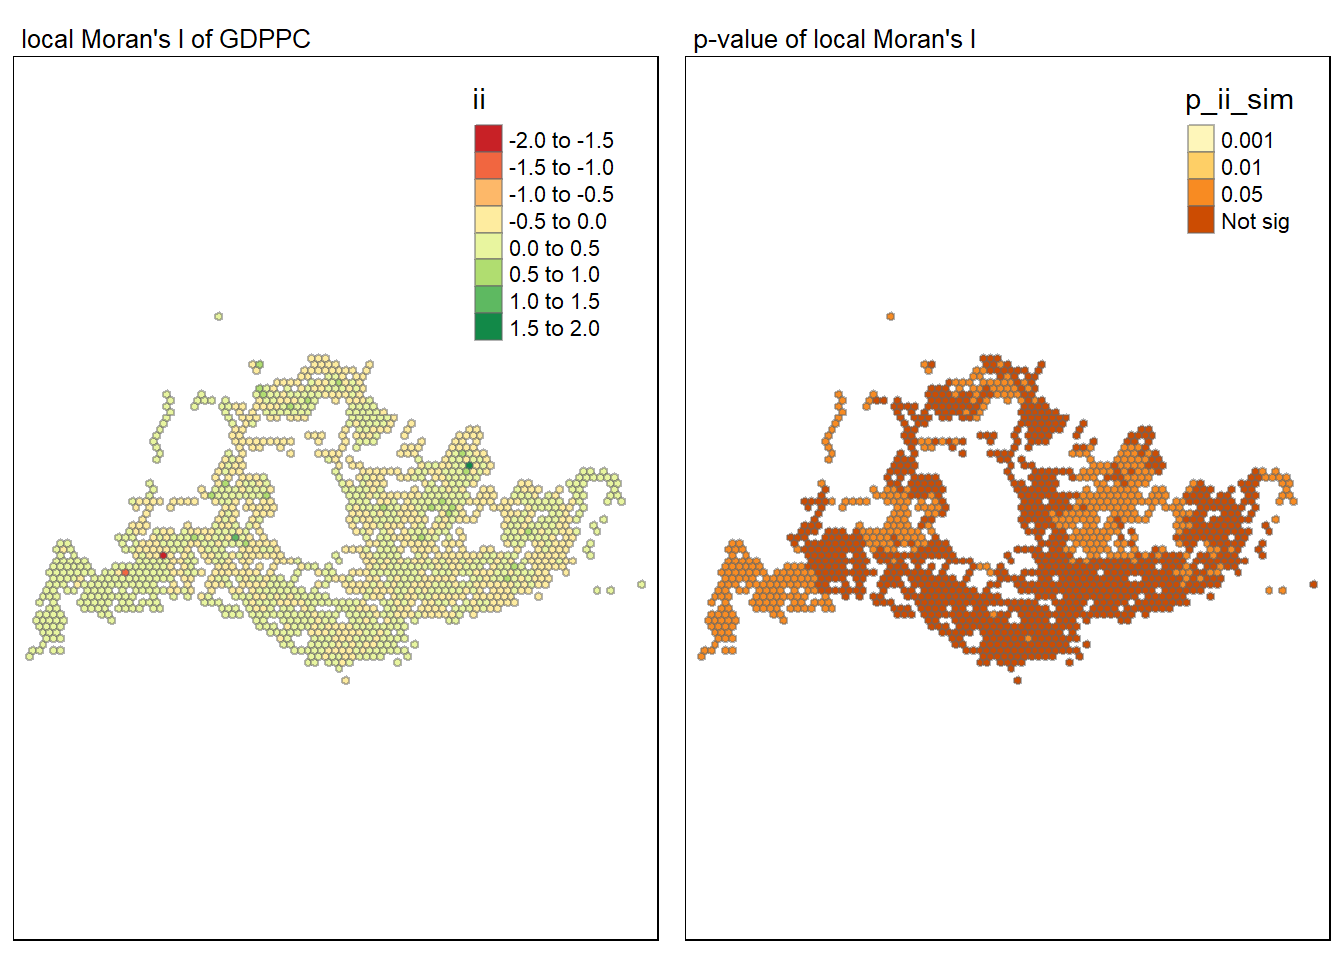 local Moran's I of GDPPC
ii
-2.0 to -1.5
-1.5 to -1.0
-1.0 to -0.5
-0.5 to 0.0
0.0 to 0.5
0.5 to 1.0
1.0 to 1.5
1.5 to 2.0
p-value of local Moran's I
p_ii_sim
0.001
0.01
0.05
Not sig